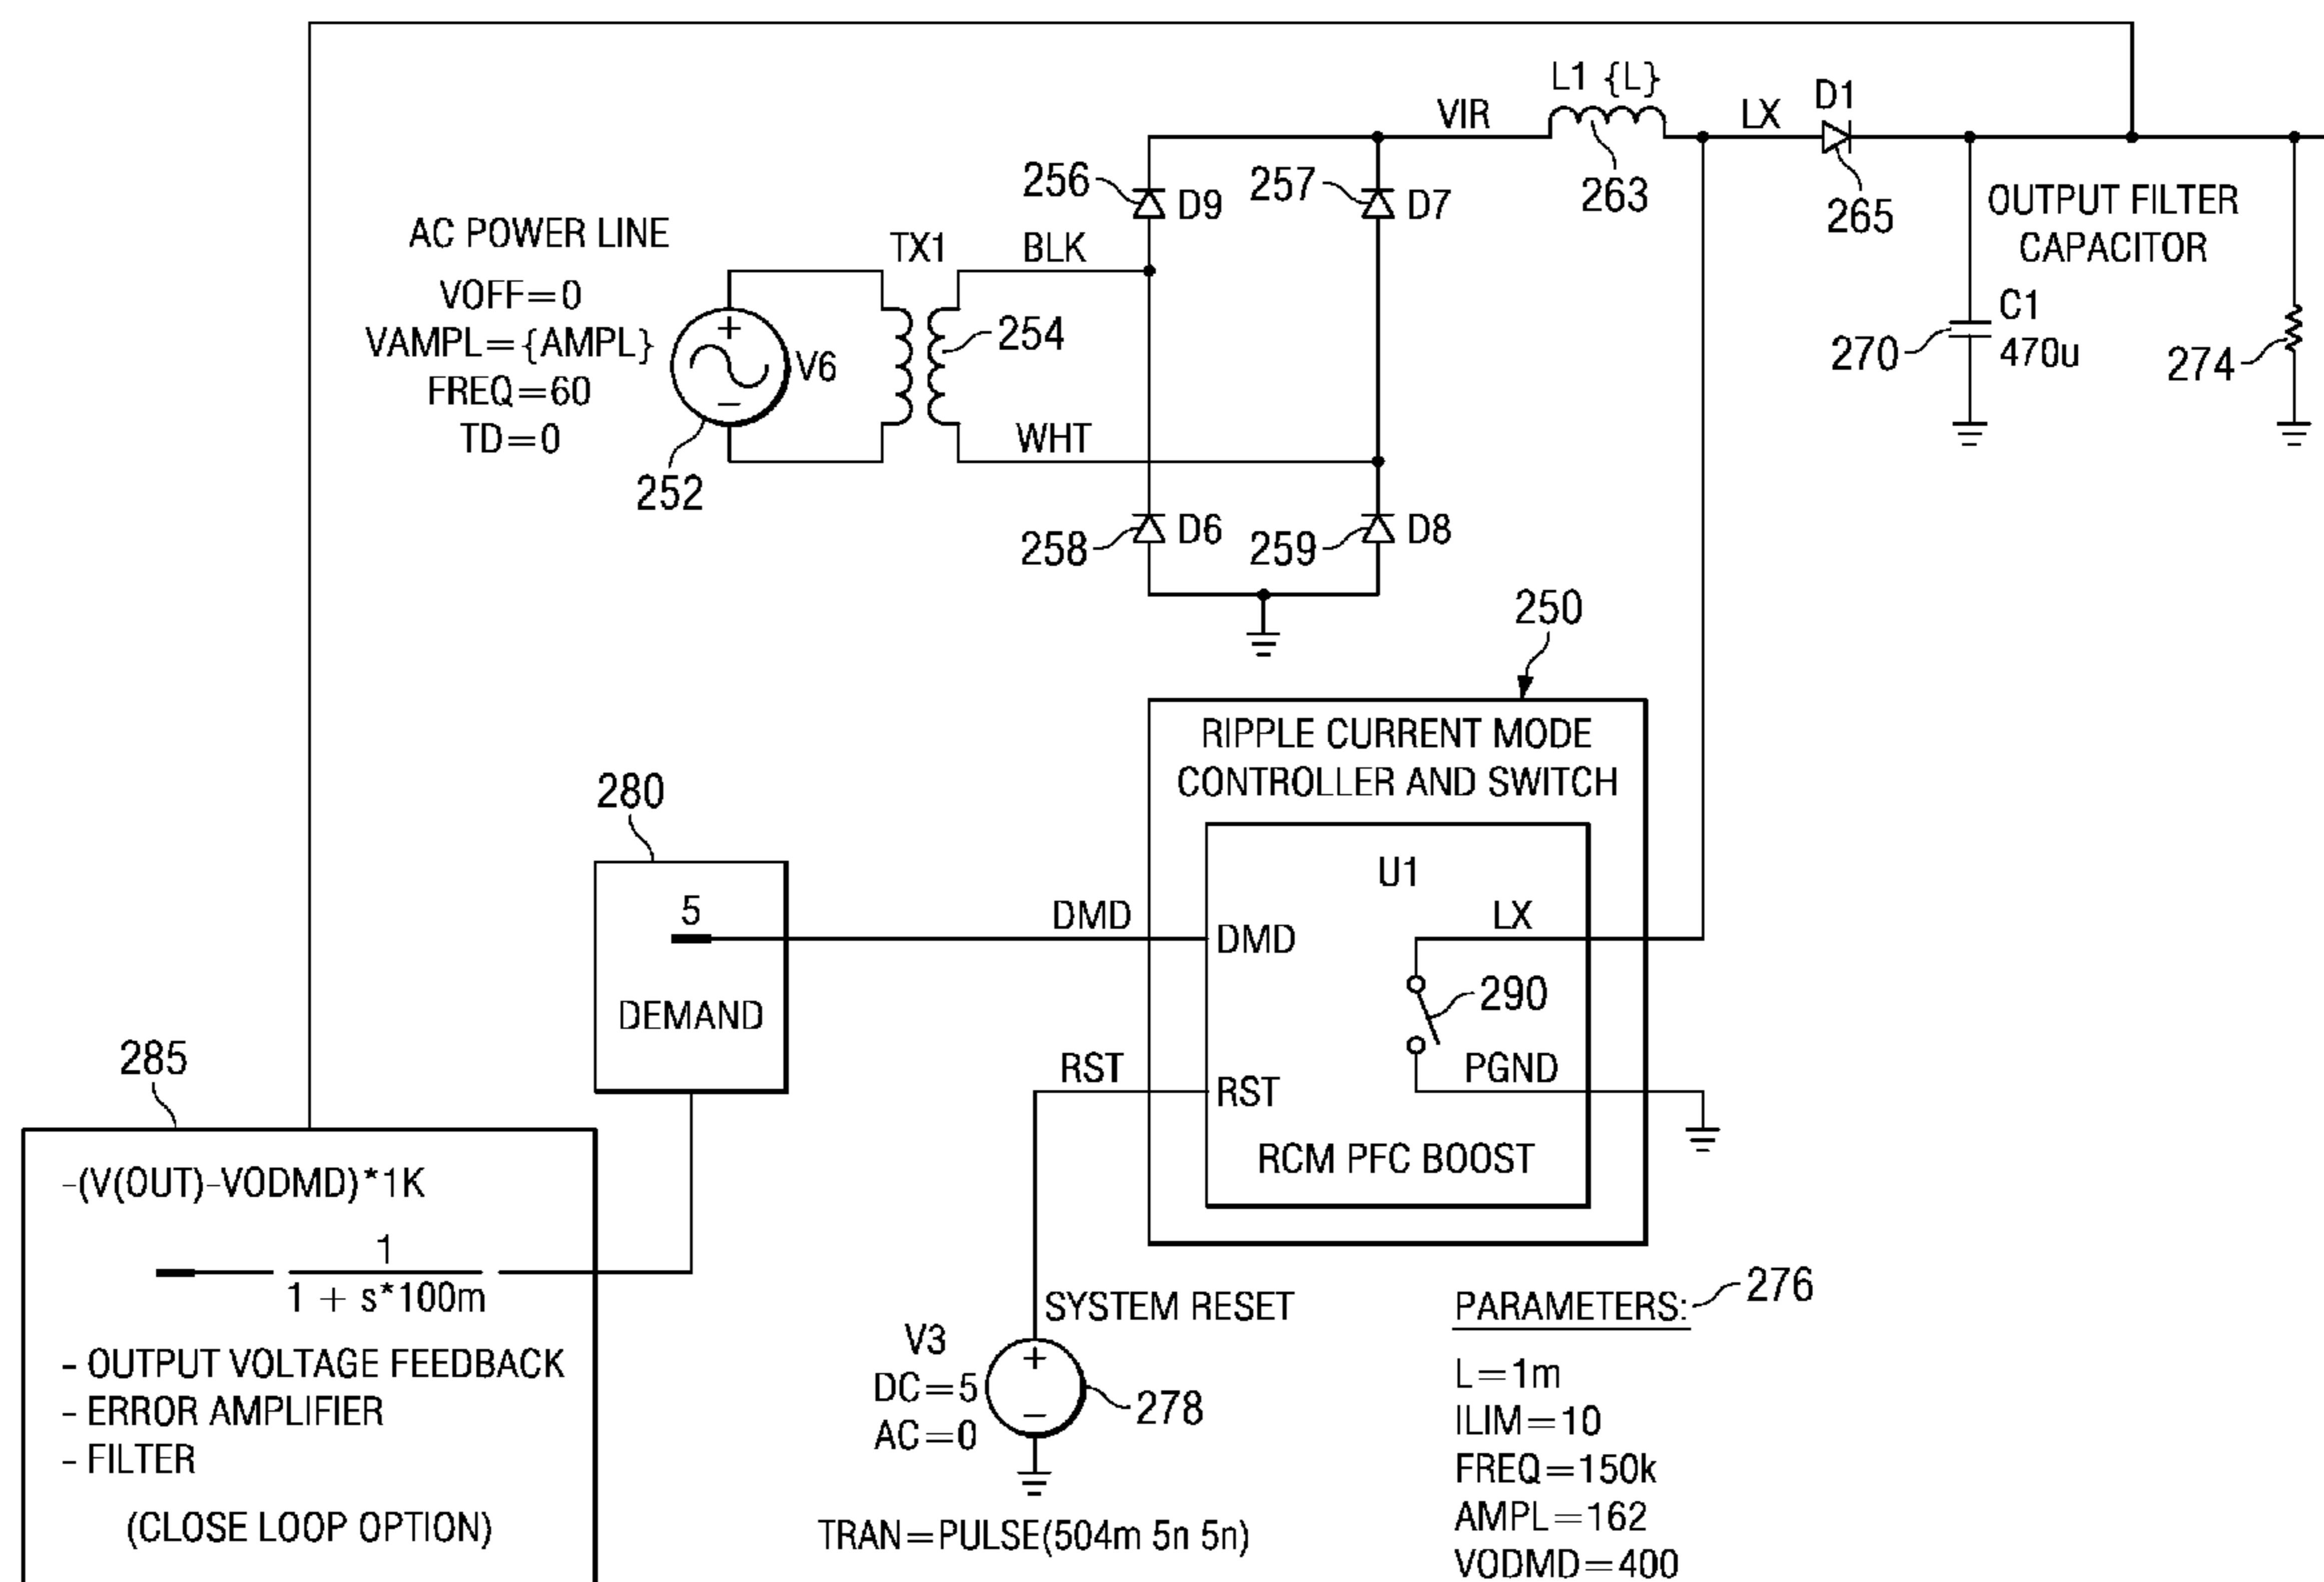 L1 {L}
VIR
LX
D1
263
265
256
D9
257
D7
OUTPUT FILTER
CAPACITOR
C1
470u
270
274
AC POWER LINE
VOFF=0
VAMPL={AMPL}
FREQ=60
TD=0
V6
252
TX1
BLK
254
WHT
258
D6
259
D8
250
RIPPLE CURRENT MODE
CONTROLLER AND SWITCH
U1
280
5
DEMAND
DMD
DMD
LX
290
RST
RST
PGND
RCM PFC BOOST
285
-(V(OUT)-VODMD)*1K
1
1 + s*100m
- OUTPUT VOLTAGE FEEDBACK
- ERROR AMPLIFIER
- FILTER
(CLOSE LOOP OPTION)
SYSTEM RESET
V3
DC=5
AC=0
278
TRAN=PULSE(504m 5n 5n)
PARAMETERS:
276
L=1m
ILIM=10
FREQ=150k
AMPL=162
VODMD=400